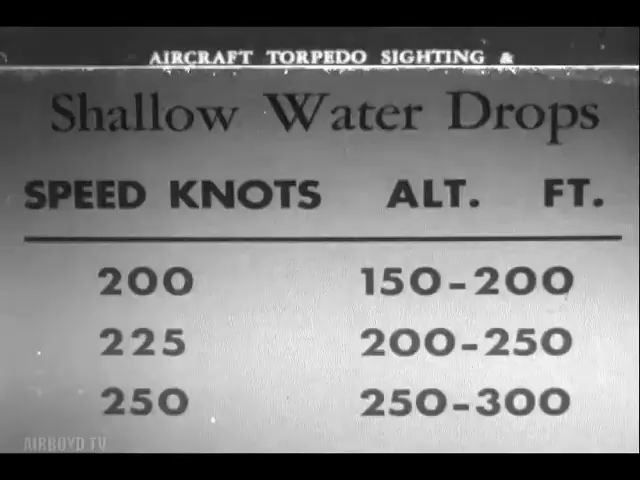 AIRCRAFT TORPEDO SIGHTING &
Shallow Water Drops
SPEED KNOTS ALT. FT.
200 150-200
225 200-250
250 250-300
AIRBOYD.TV